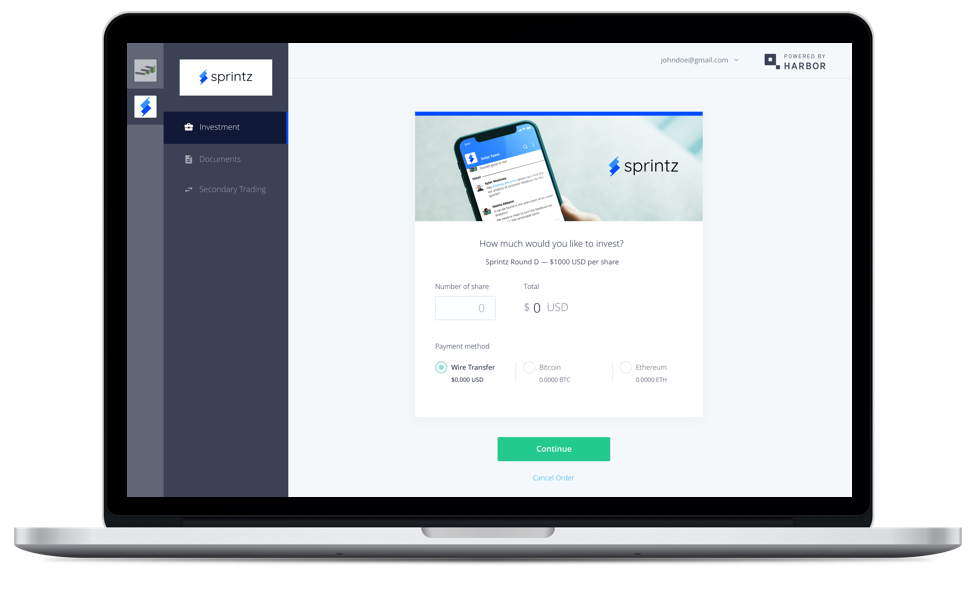 sprintz
Investment
Documents
Secondary Trading
johndoe@gmail.com
POWERED BY
HARBOR
Sales Team
sprintz
How much would you like to invest?
Sprintz Round D — $1000 USD per share
Number of share
Total
0
$ 0 USD
Payment method
Wire Transfer
$0,000 USD
Bitcoin
0.0000 BTC
Ethereum
0.0000 ETH
Continue
Cancel Order